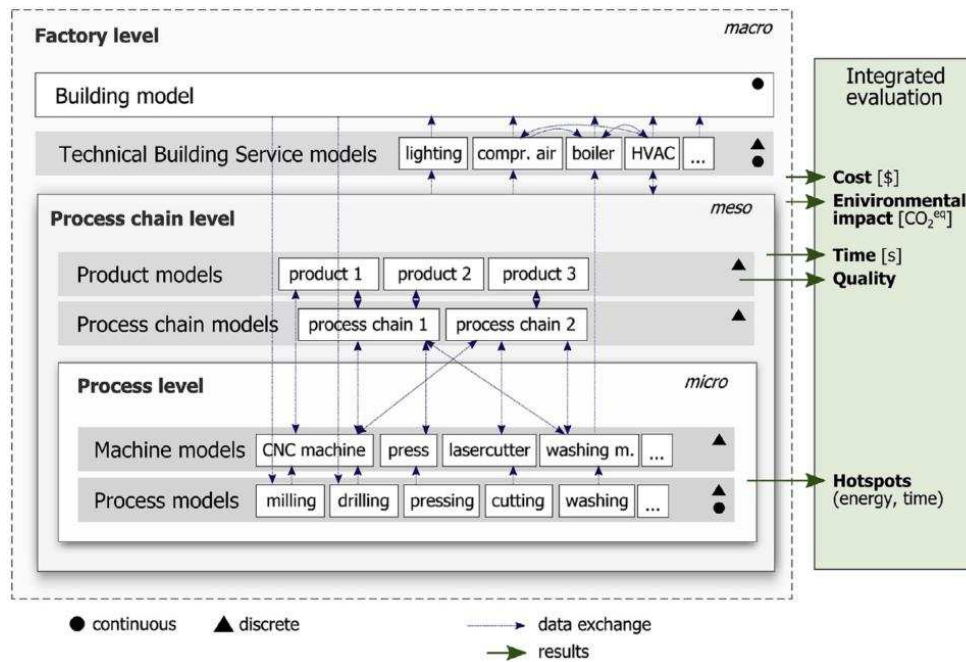 Factory level
macro
Building model
Technical Building Service models
lighting
compr. air
boiler
HVAC
...
Process chain level
meso
Product models
product 1
product 2
product 3
Process chain models
process chain 1
process chain 2
Process level
micro
Machine models
CNC machine
press
lasercutter
washing m.
...
Process models
milling
drilling
pressing
cutting
washing
...
Integrated
evaluation
Cost [$]
Enivironmental
impact [CO₂ᵉᑫ]
Time [s]
Quality
Hotspots
(energy, time)
continuous
discrete
data exchange
results